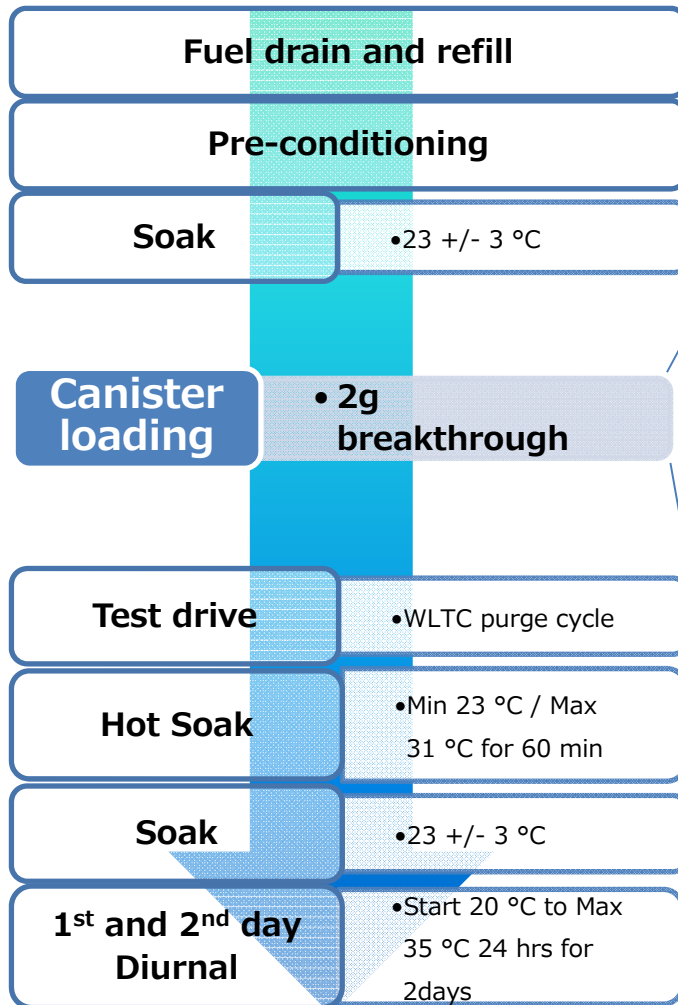 Fuel drain and refill
Pre-conditioning
Soak
•23 +/- 3 °C
Canister
loading
• 2g
breakthrough
Test drive
•WLTC purge cycle
Hot Soak
•Min 23 °C / Max
31 °C for 60 min
Soak
•23 +/- 3 °C
1st and 2nd day
Diurnal
•Start 20 °C to Max
35 °C 24 hrs for
2days